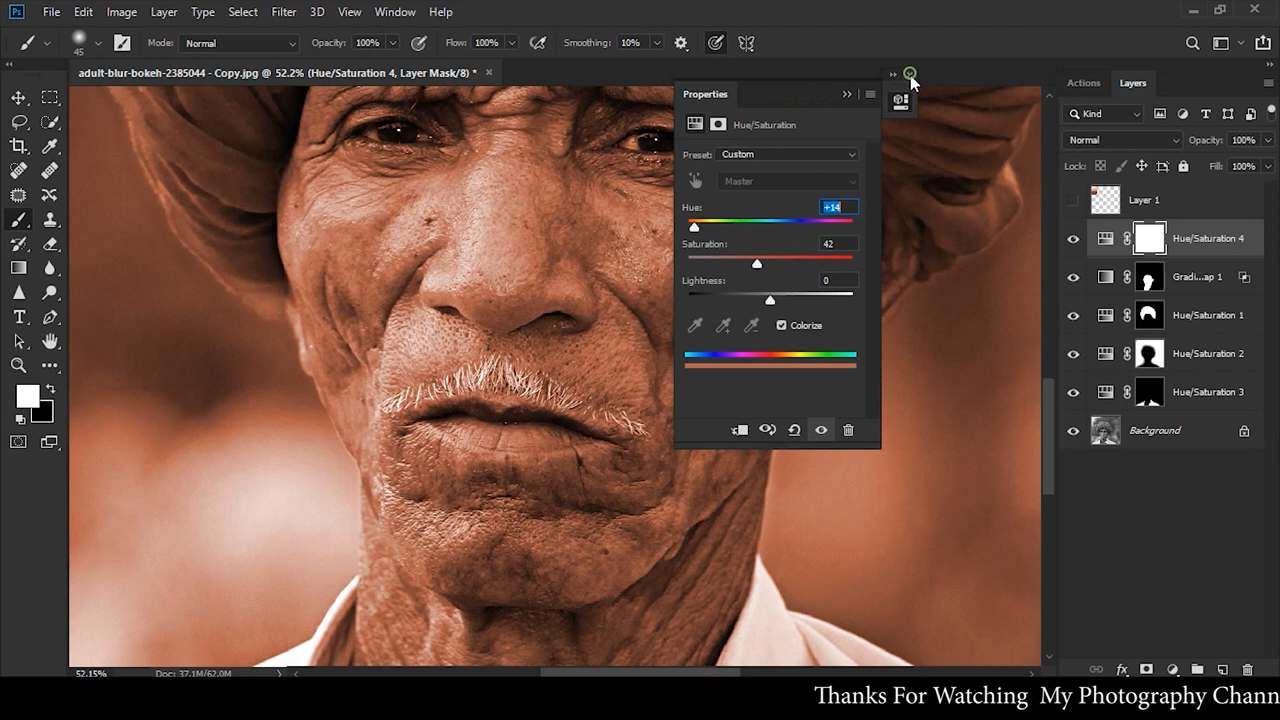 Ps File Edit Image Layer Type Select Filter 3D View Window Help
45 Mode: Normal Opacity: 100% Flow: 100% Smoothing: 10%
adult-blur-bokeh-2385044 - Copy.jpg @ 52.2% (Hue/Saturation 4, Layer Mask/8) *
Properties
Hue/Saturation
Preset: Custom
Master
Hue: +14
Saturation: 42
Lightness: 0
Colorize
Actions Layers
Kind
Normal Opacity: 100%
Lock: Fill: 100%
Layer 1
Hue/Saturation 4
Gradi...ap 1
Hue/Saturation 1
Hue/Saturation 2
Hue/Saturation 3
Background
52.15% Doc: 37.1M/62.0M
Thanks For Watching My Photography Chann